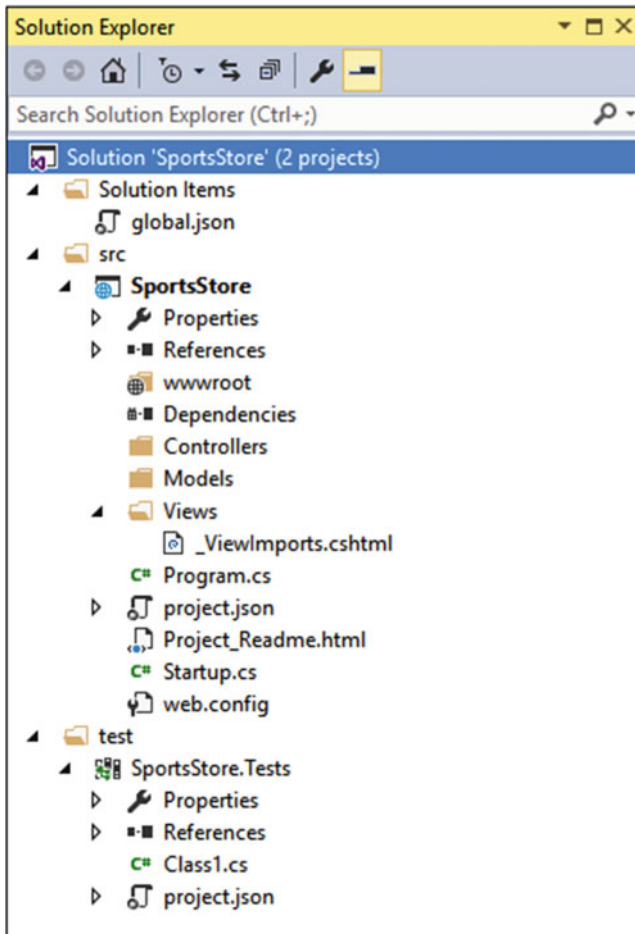 Solution Explorer
Search Solution Explorer (Ctrl+;)
Solution 'SportsStore' (2 projects)
Solution Items
global.json
src
SportsStore
Properties
References
wwwroot
Dependencies
Controllers
Models
Views
_ViewImports.cshtml
C# Program.cs
project.json
Project_Readme.html
C# Startup.cs
web.config
test
SportsStore.Tests
Properties
References
C# Class1.cs
project.json